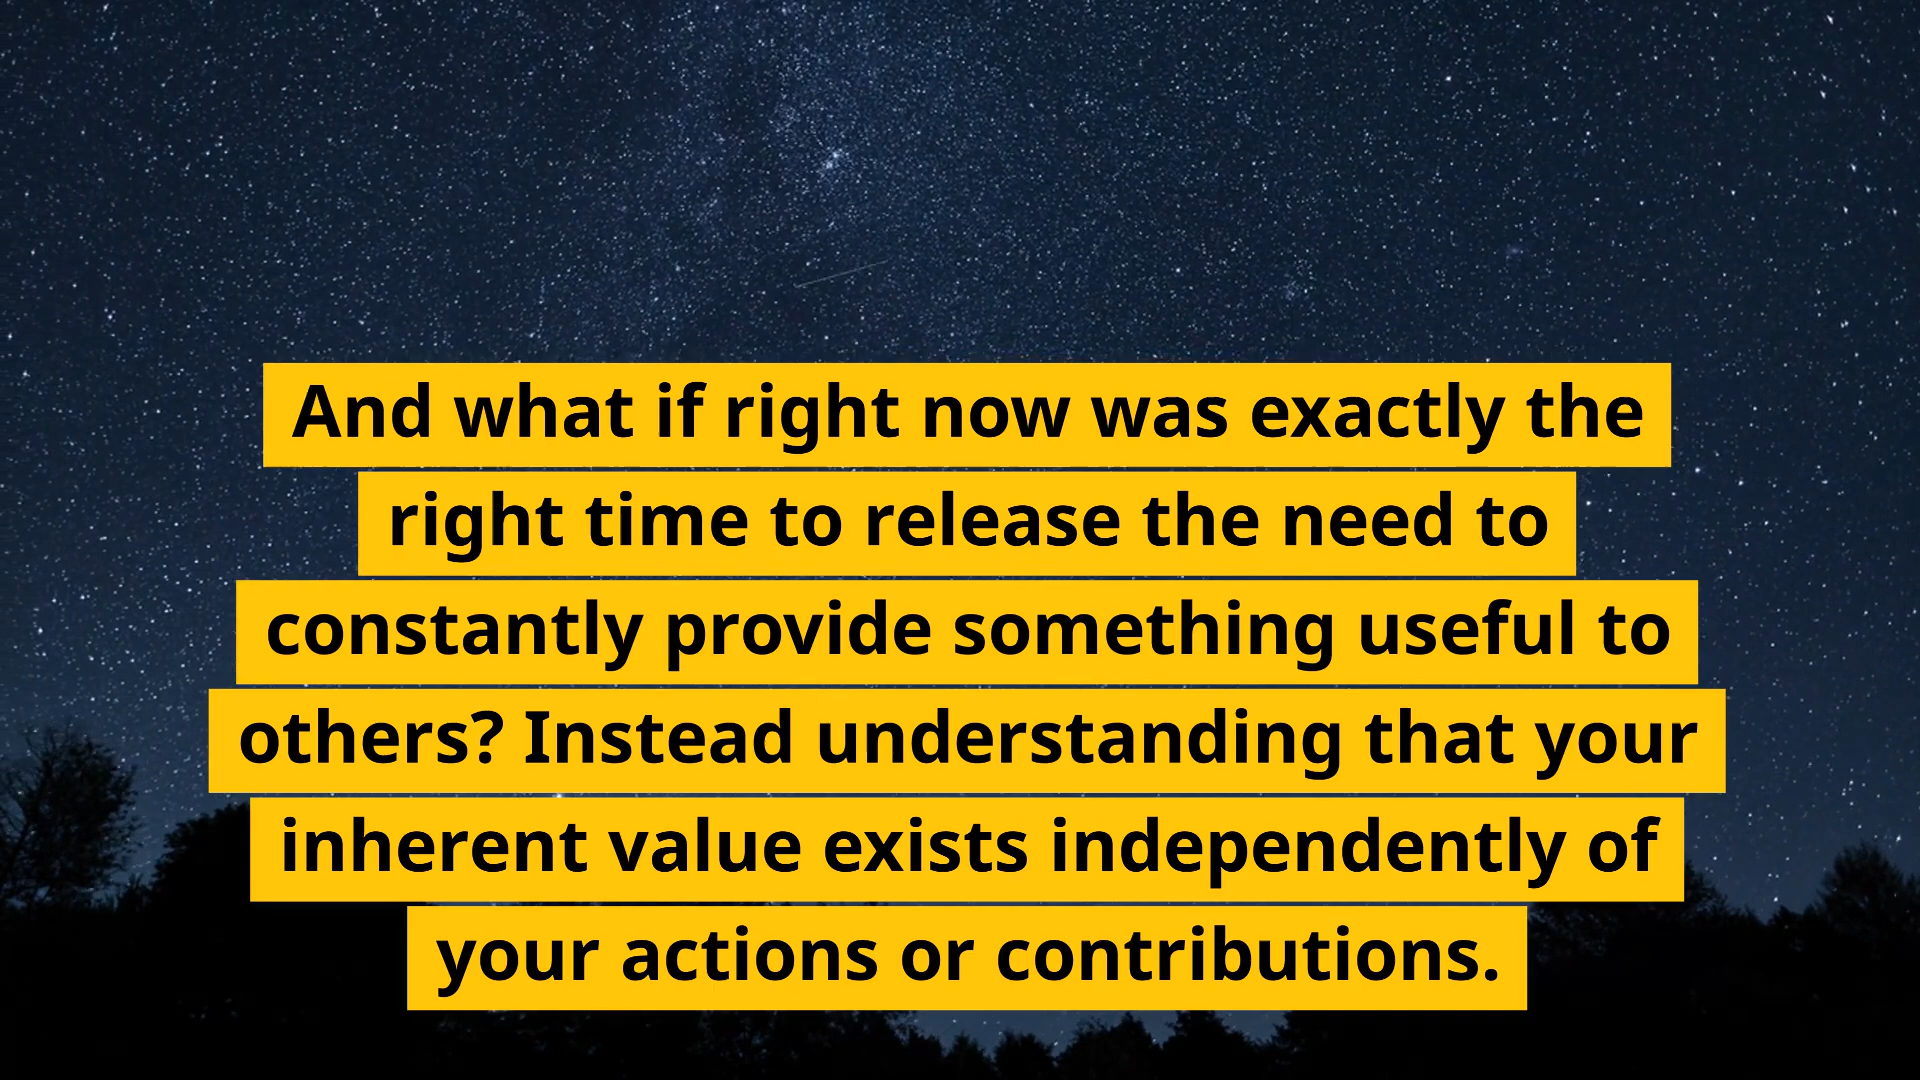 And what if right now was exactly the
right time to release the need to
constantly provide something useful to
others? Instead understanding that your
inherent value exists independently of
your actions or contributions.